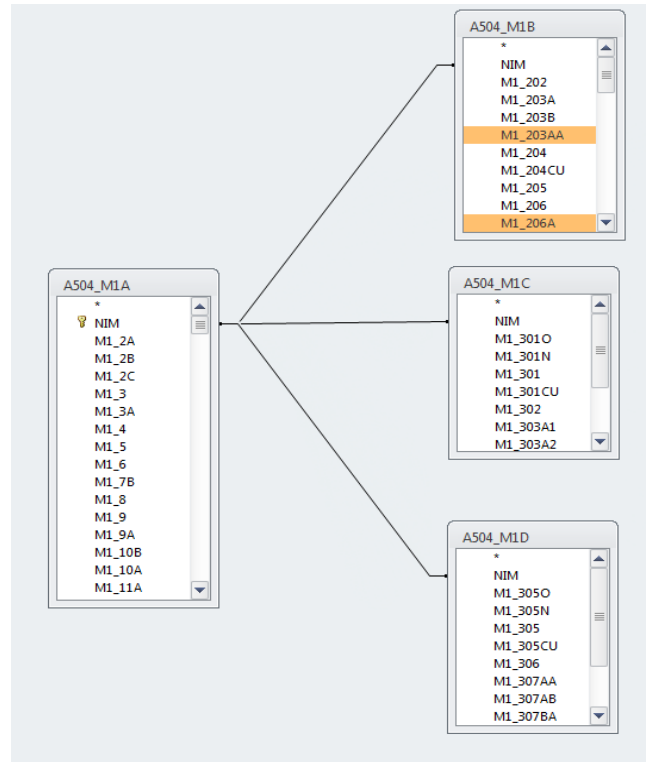 A504_M1B
*
NIM
M1_202
M1_203A
M1_203B
M1_203AA
M1_204
M1_204CU
M1_205
M1_206
M1_206A
A504_M1A
*
NIM
M1_2A
M1_2B
M1_2C
M1_3
M1_3A
M1_4
M1_5
M1_6
M1_7B
M1_8
M1_9
M1_9A
M1_10B
M1_10A
M1_11A
A504_M1C
*
NIM
M1_301O
M1_301N
M1_301
M1_301CU
M1_302
M1_303A1
M1_303A2
A504_M1D
*
NIM
M1_305O
M1_305N
M1_305
M1_305CU
M1_306
M1_307AA
M1_307AB
M1_307BA